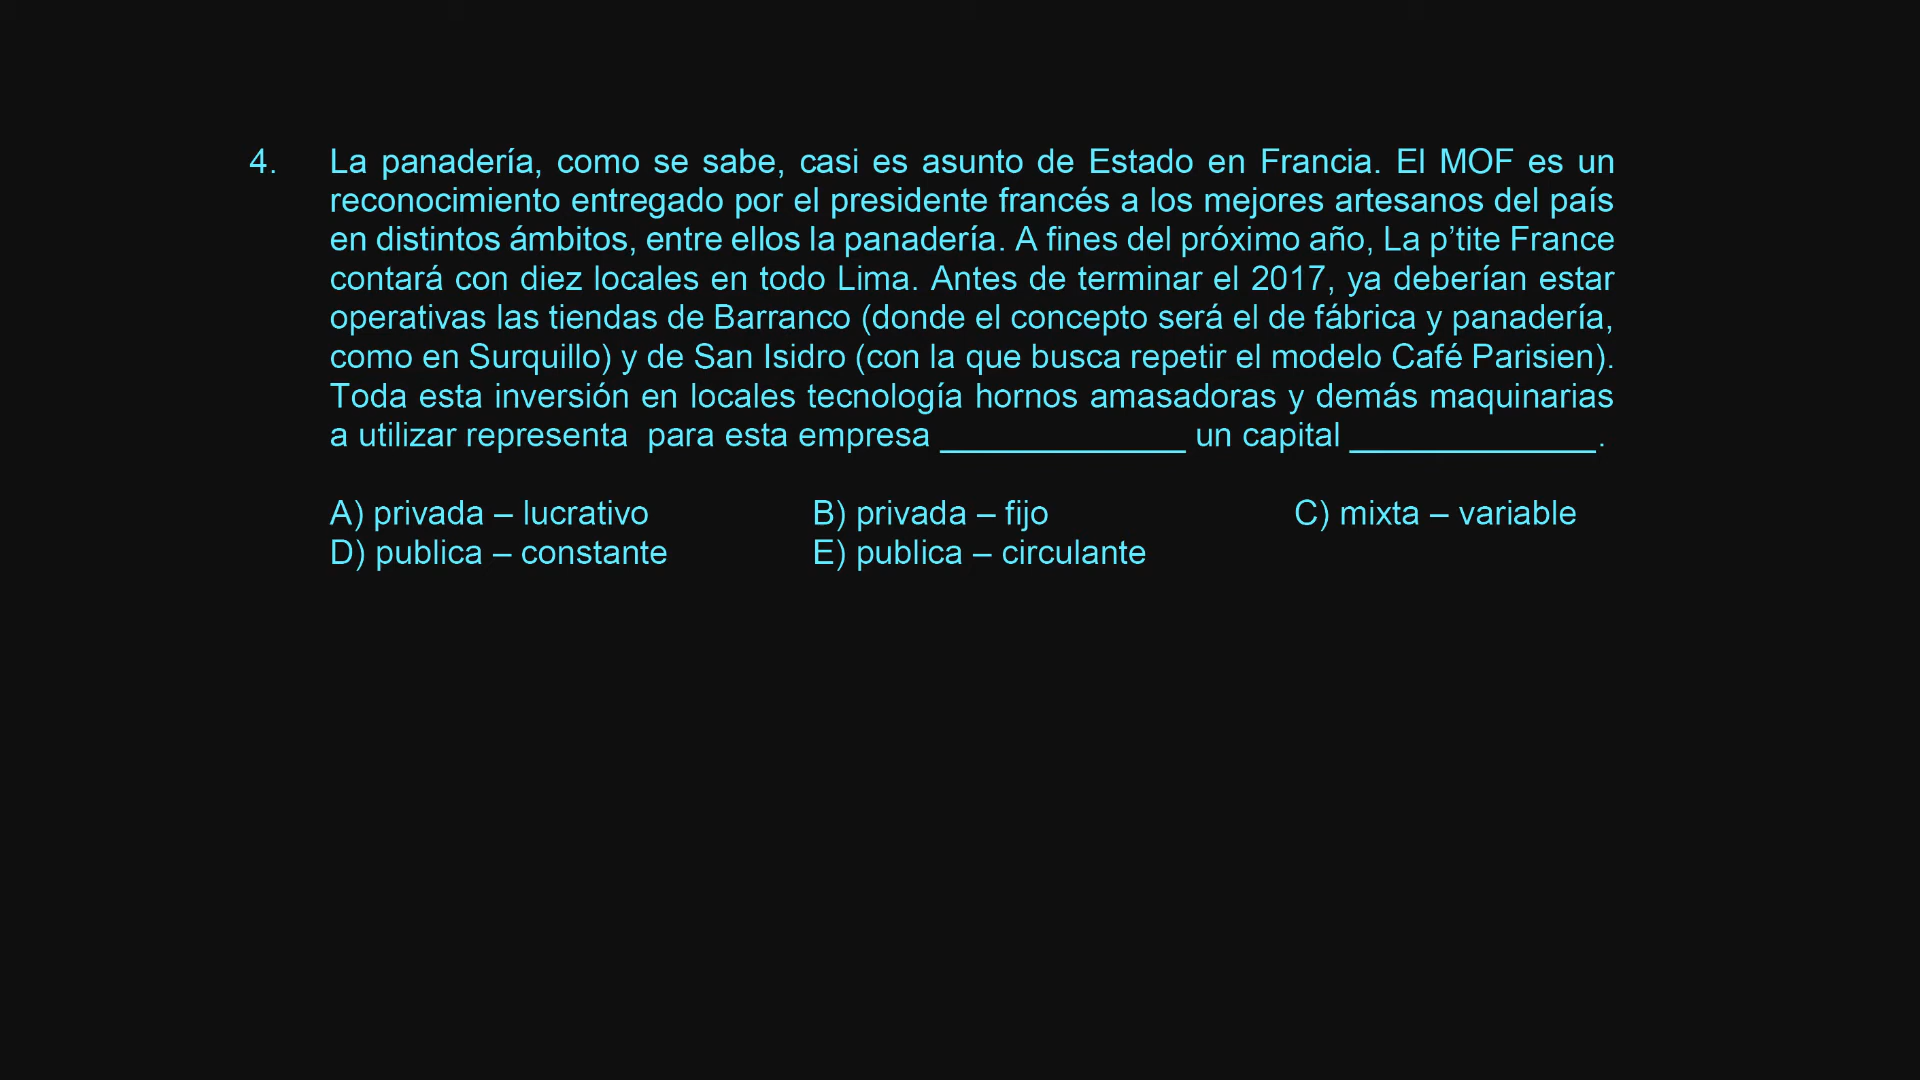 4. La panadería, como se sabe, casi es asunto de Estado en Francia. El MOF es un
reconocimiento entregado por el presidente francés a los mejores artesanos del país
en distintos ámbitos, entre ellos la panadería. A fines del próximo año, La p’tite France
contará con diez locales en todo Lima. Antes de terminar el 2017, ya deberían estar
operativas las tiendas de Barranco (donde el concepto será el de fábrica y panadería,
como en Surquillo) y de San Isidro (con la que busca repetir el modelo Café Parisien).
Toda esta inversión en locales tecnología hornos amasadoras y demás maquinarias
a utilizar representa  para esta empresa _____________ un capital _____________.
A) privada – lucrativo B) privada – fijo C) mixta – variable
D) publica – constante E) publica – circulante